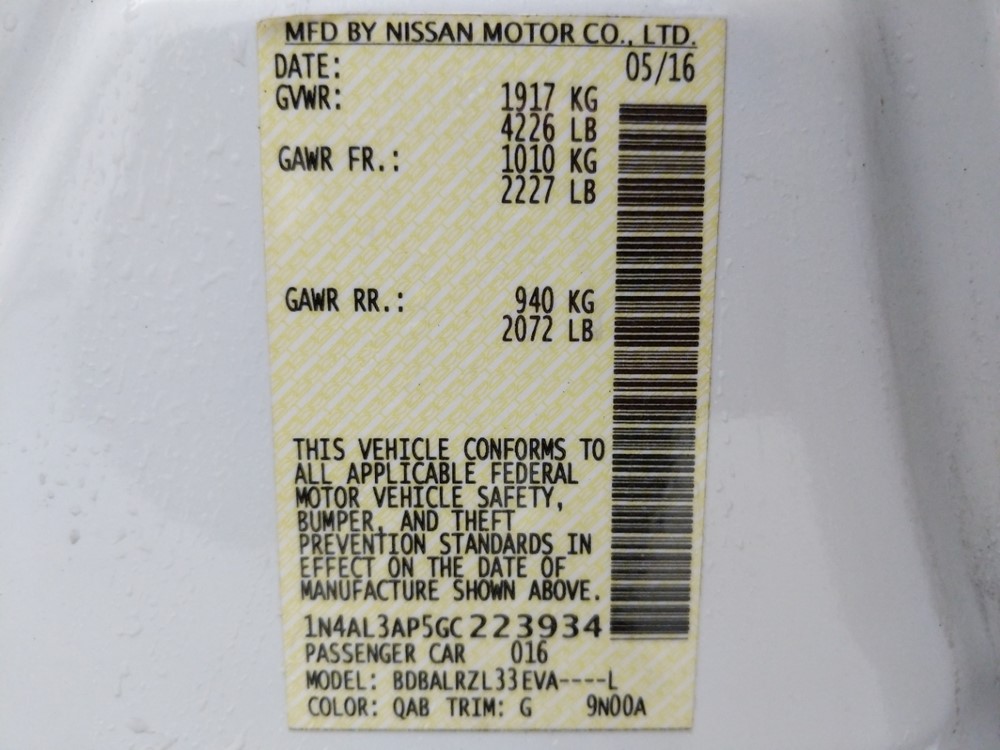 MFD BY NISSAN MOTOR CO., LTD.
DATE: 05/16
GVWR: 1917 KG
4226 LB
GAWR FR.: 1010 KG
2227 LB
GAWR RR.: 940 KG
2072 LB
THIS VEHICLE CONFORMS TO
ALL APPLICABLE FEDERAL
MOTOR VEHICLE SAFETY,
BUMPER, AND THEFT
PREVENTION STANDARDS IN
EFFECT ON THE DATE OF
MANUFACTURE SHOWN ABOVE.
1N4AL3AP5GC223934
PASSENGER CAR 016
MODEL: BDBALRZL33EVA----L
COLOR: QAB TRIM: G 9N00A